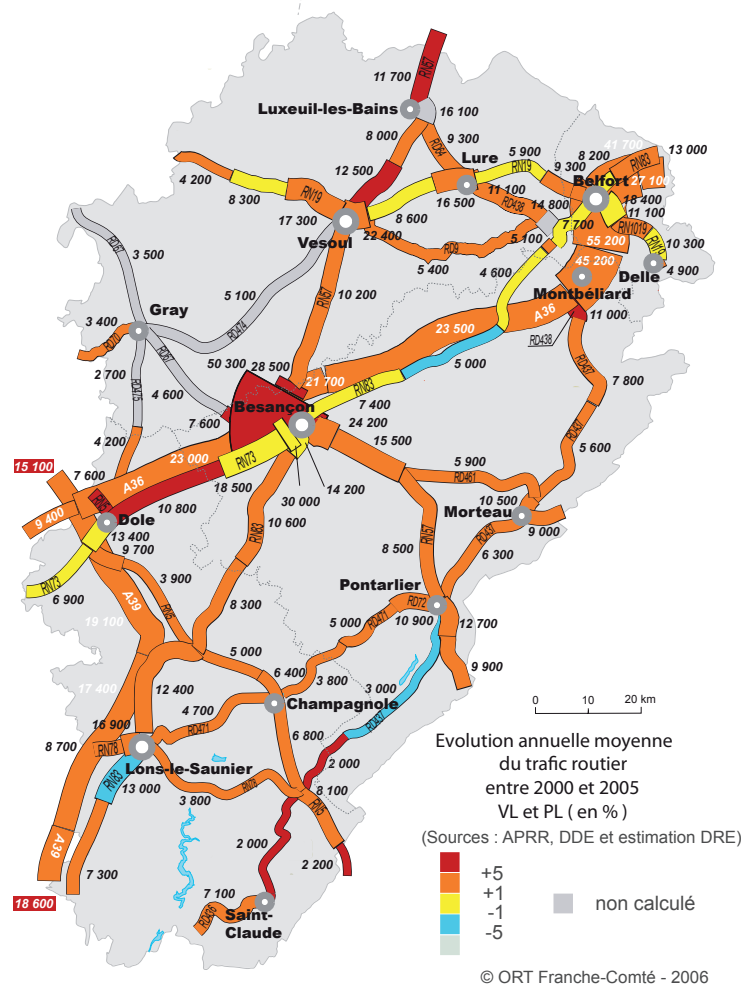 11 700
RN57
Luxeuil-les-Bains
16 100
8 000
RD64
9 300
Lure
5 900
RN19
9 300
8 200
41 700
RN83
13 000
27 100
Belfort
4 200
8 300
RN19
12 500
17 300
Vesoul
22 400
8 600
16 500
11 100
RD438
14 800
18 400
11 100
RN1019
RN19
10 300
7 700
5 100
55 200
45 200
Delle
4 900
RD9
5 400
4 600
Montbéliard
RD67
3 500
5 100
RN57
10 200
Gray
3 400
RD70
RD474
RD67
23 500
A36
11 000
RD438
RD437
2 700
RD475
4 600
50 300
28 500
21 700
5 000
RN83
7 400
7 800
Besançon
7 600
24 200
15 500
RD437
5 600
4 200
15 100
7 600
23 000
A36
RN73
18 500
30 000
14 200
5 900
RD461
9 400
RN5
Dole
10 800
10 600
RN83
10 500
Morteau
9 000
13 400
9 700
RN57
8 500
RD437
6 300
RN73
6 900
3 900
RN5
A39
19 100
8 300
Pontarlier
RD72
10 900
12 700
5 000
RD471
5 000
6 400
3 800
9 900
17 400
12 400
4 700
Champagnole
3 000
RD437
16 900
RD471
8 700
RN78
Lons-le-Saunier
6 800
2 000
RN83
13 000
3 800
RN78
8 100
RN5
A39
2 000
2 200
7 300
7 100
18 600
RD436
Saint-
Claude
0 10 20 km
Evolution annuelle moyenne
du trafic routier
entre 2000 et 2005
VL et PL ( en % )
(Sources : APRR, DDE et estimation DRE)
+5
+1
-1
-5
non calculé
© ORT Franche-Comté - 2006